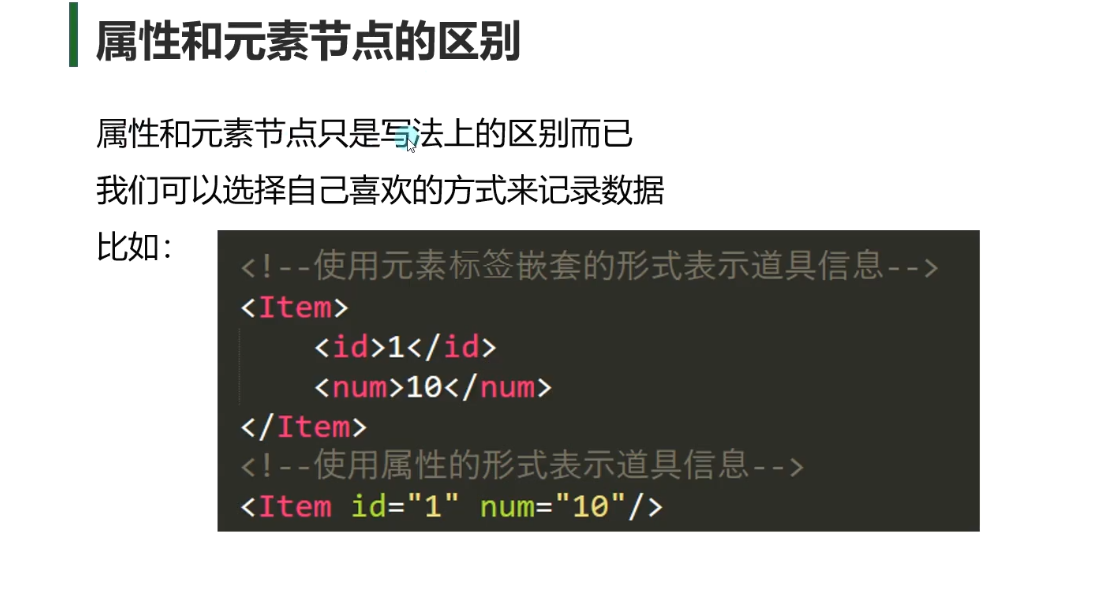 属性和元素节点的区别
属性和元素节点只是写法上的区别而已
我们可以选择自己喜欢的方式来记录数据
比如：
<!--使用元素标签嵌套的形式表示道具信息-->
<Item>
    <id>1</id>
    <num>10</num>
</Item>
<!--使用属性的形式表示道具信息-->
<Item id="1" num="10"/>